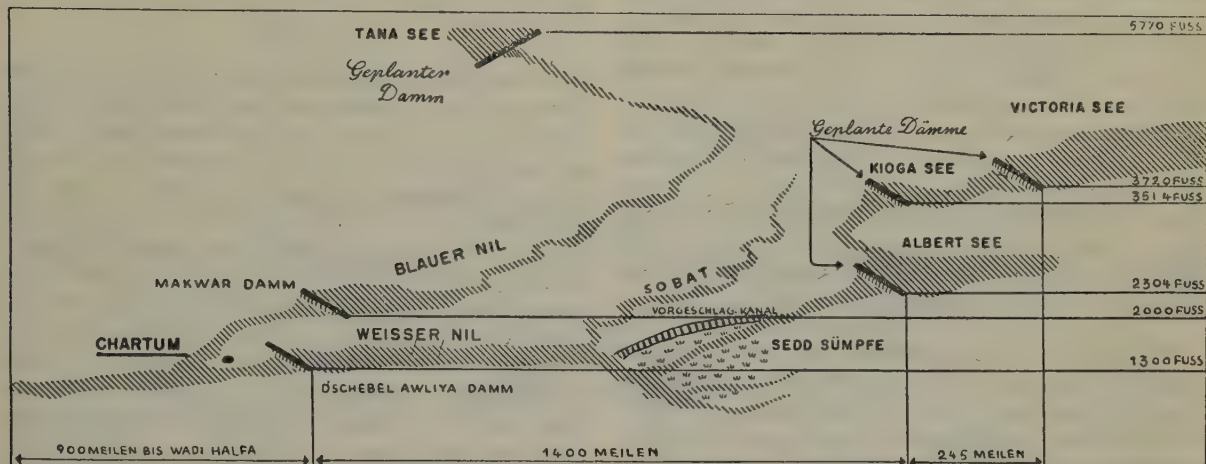 TANA SEE
5770 FUSS
Geplanter
Damm
VICTORIA SEE
Geplante Dämme
KIOGA SEE
3720 FUSS
3514 FUSS
BLAUER NIL
ALBERT SEE
SOBAT
MAKWAR DAMM
2304 FUSS
VORGESCHLAG. KANAL
2000 FUSS
WEISSER NIL
CHARTUM
SEDD SÜMPFE
1300 FUSS
DSCHEBEL AWLIYA DAMM
900 MEILEN BIS WADI HALFA
1400 MEILEN
245 MEILEN